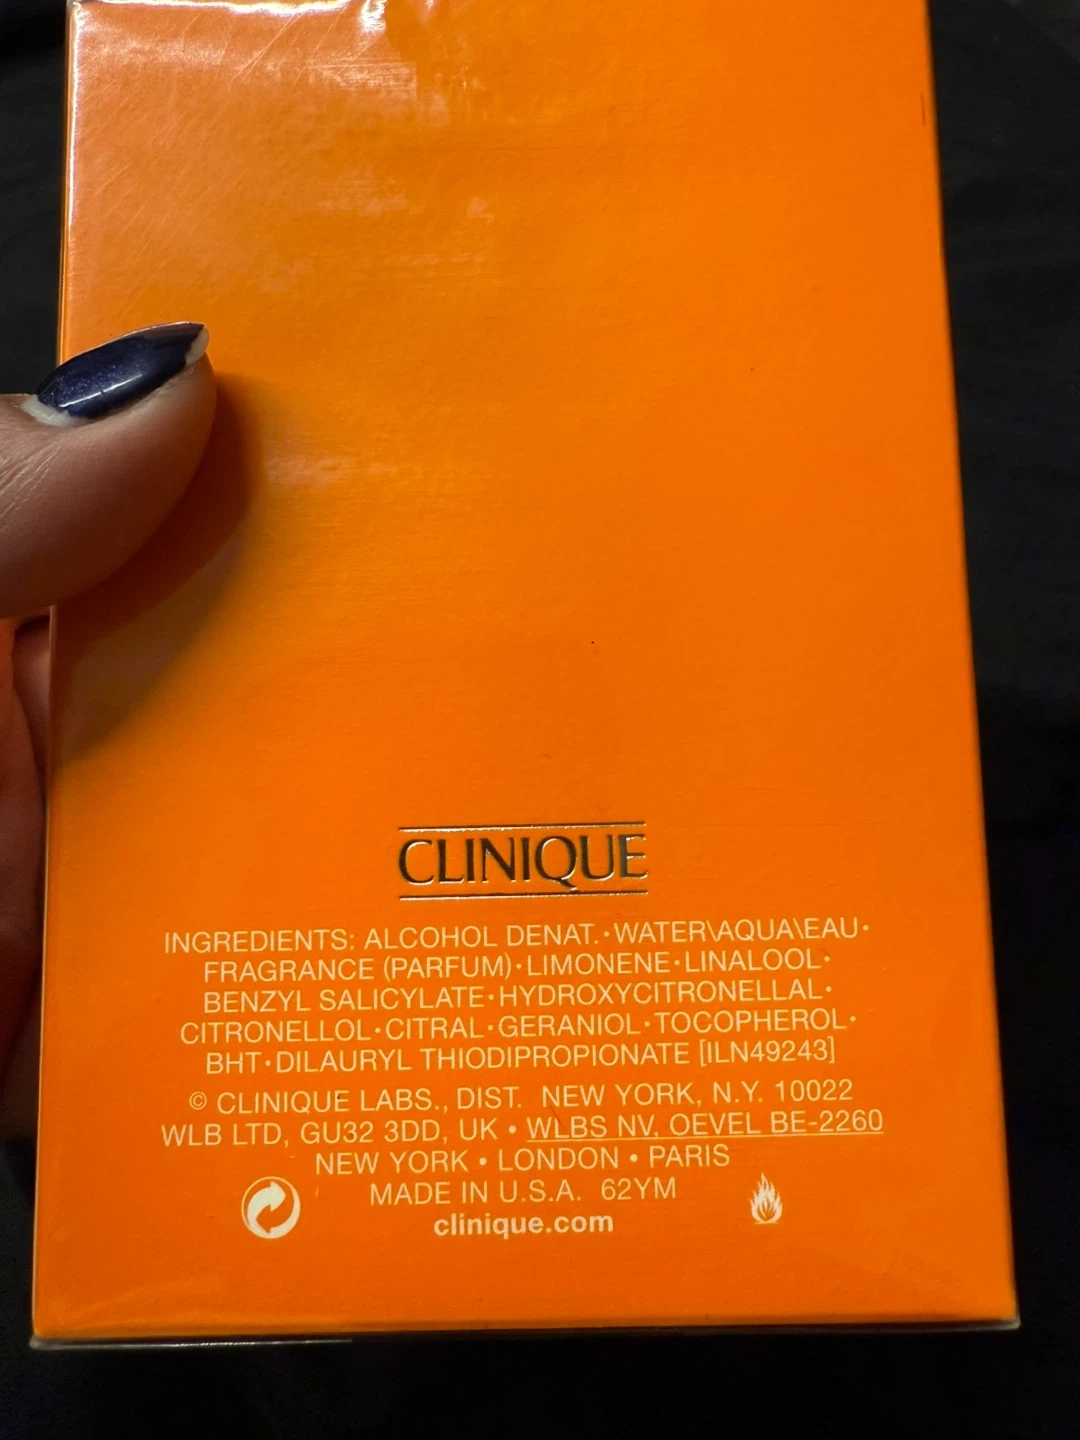 CLINIQUE
INGREDIENTS: ALCOHOL DENAT.•WATER\AQUA\EAU•
FRAGRANCE (PARFUM)•LIMONENE•LINALOOL•
BENZYL SALICYLATE•HYDROXYCITRONELLAL•
CITRONELLOL•CITRAL•GERANIOL•TOCOPHEROL•
BHT•DILAURYL THIODIPROPIONATE [ILN49243]
© CLINIQUE LABS., DIST. NEW YORK, N.Y. 10022
WLB LTD, GU32 3DD, UK • WLBS NV, OEVEL BE-2260
NEW YORK • LONDON • PARIS
MADE IN U.S.A. 62YM
clinique.com